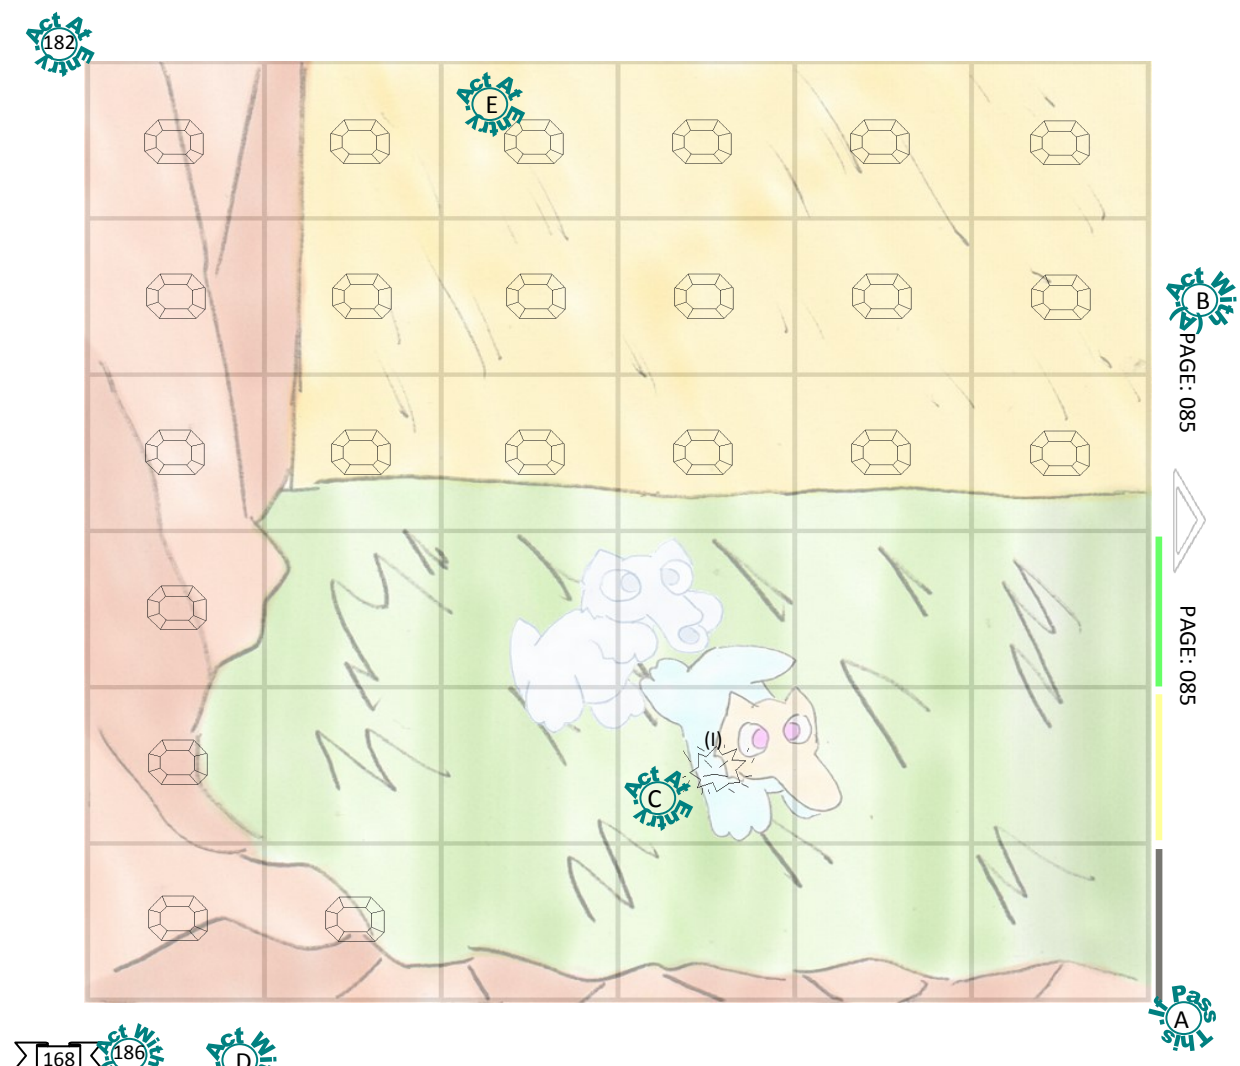 Act At Entry.
182
Act At Entry.
E
Act With (A).
B
PAGE: 085
PAGE: 085
(I)
Act At Entry.
C
If Pass This.
A
168
Act With
186
Act Wi
D